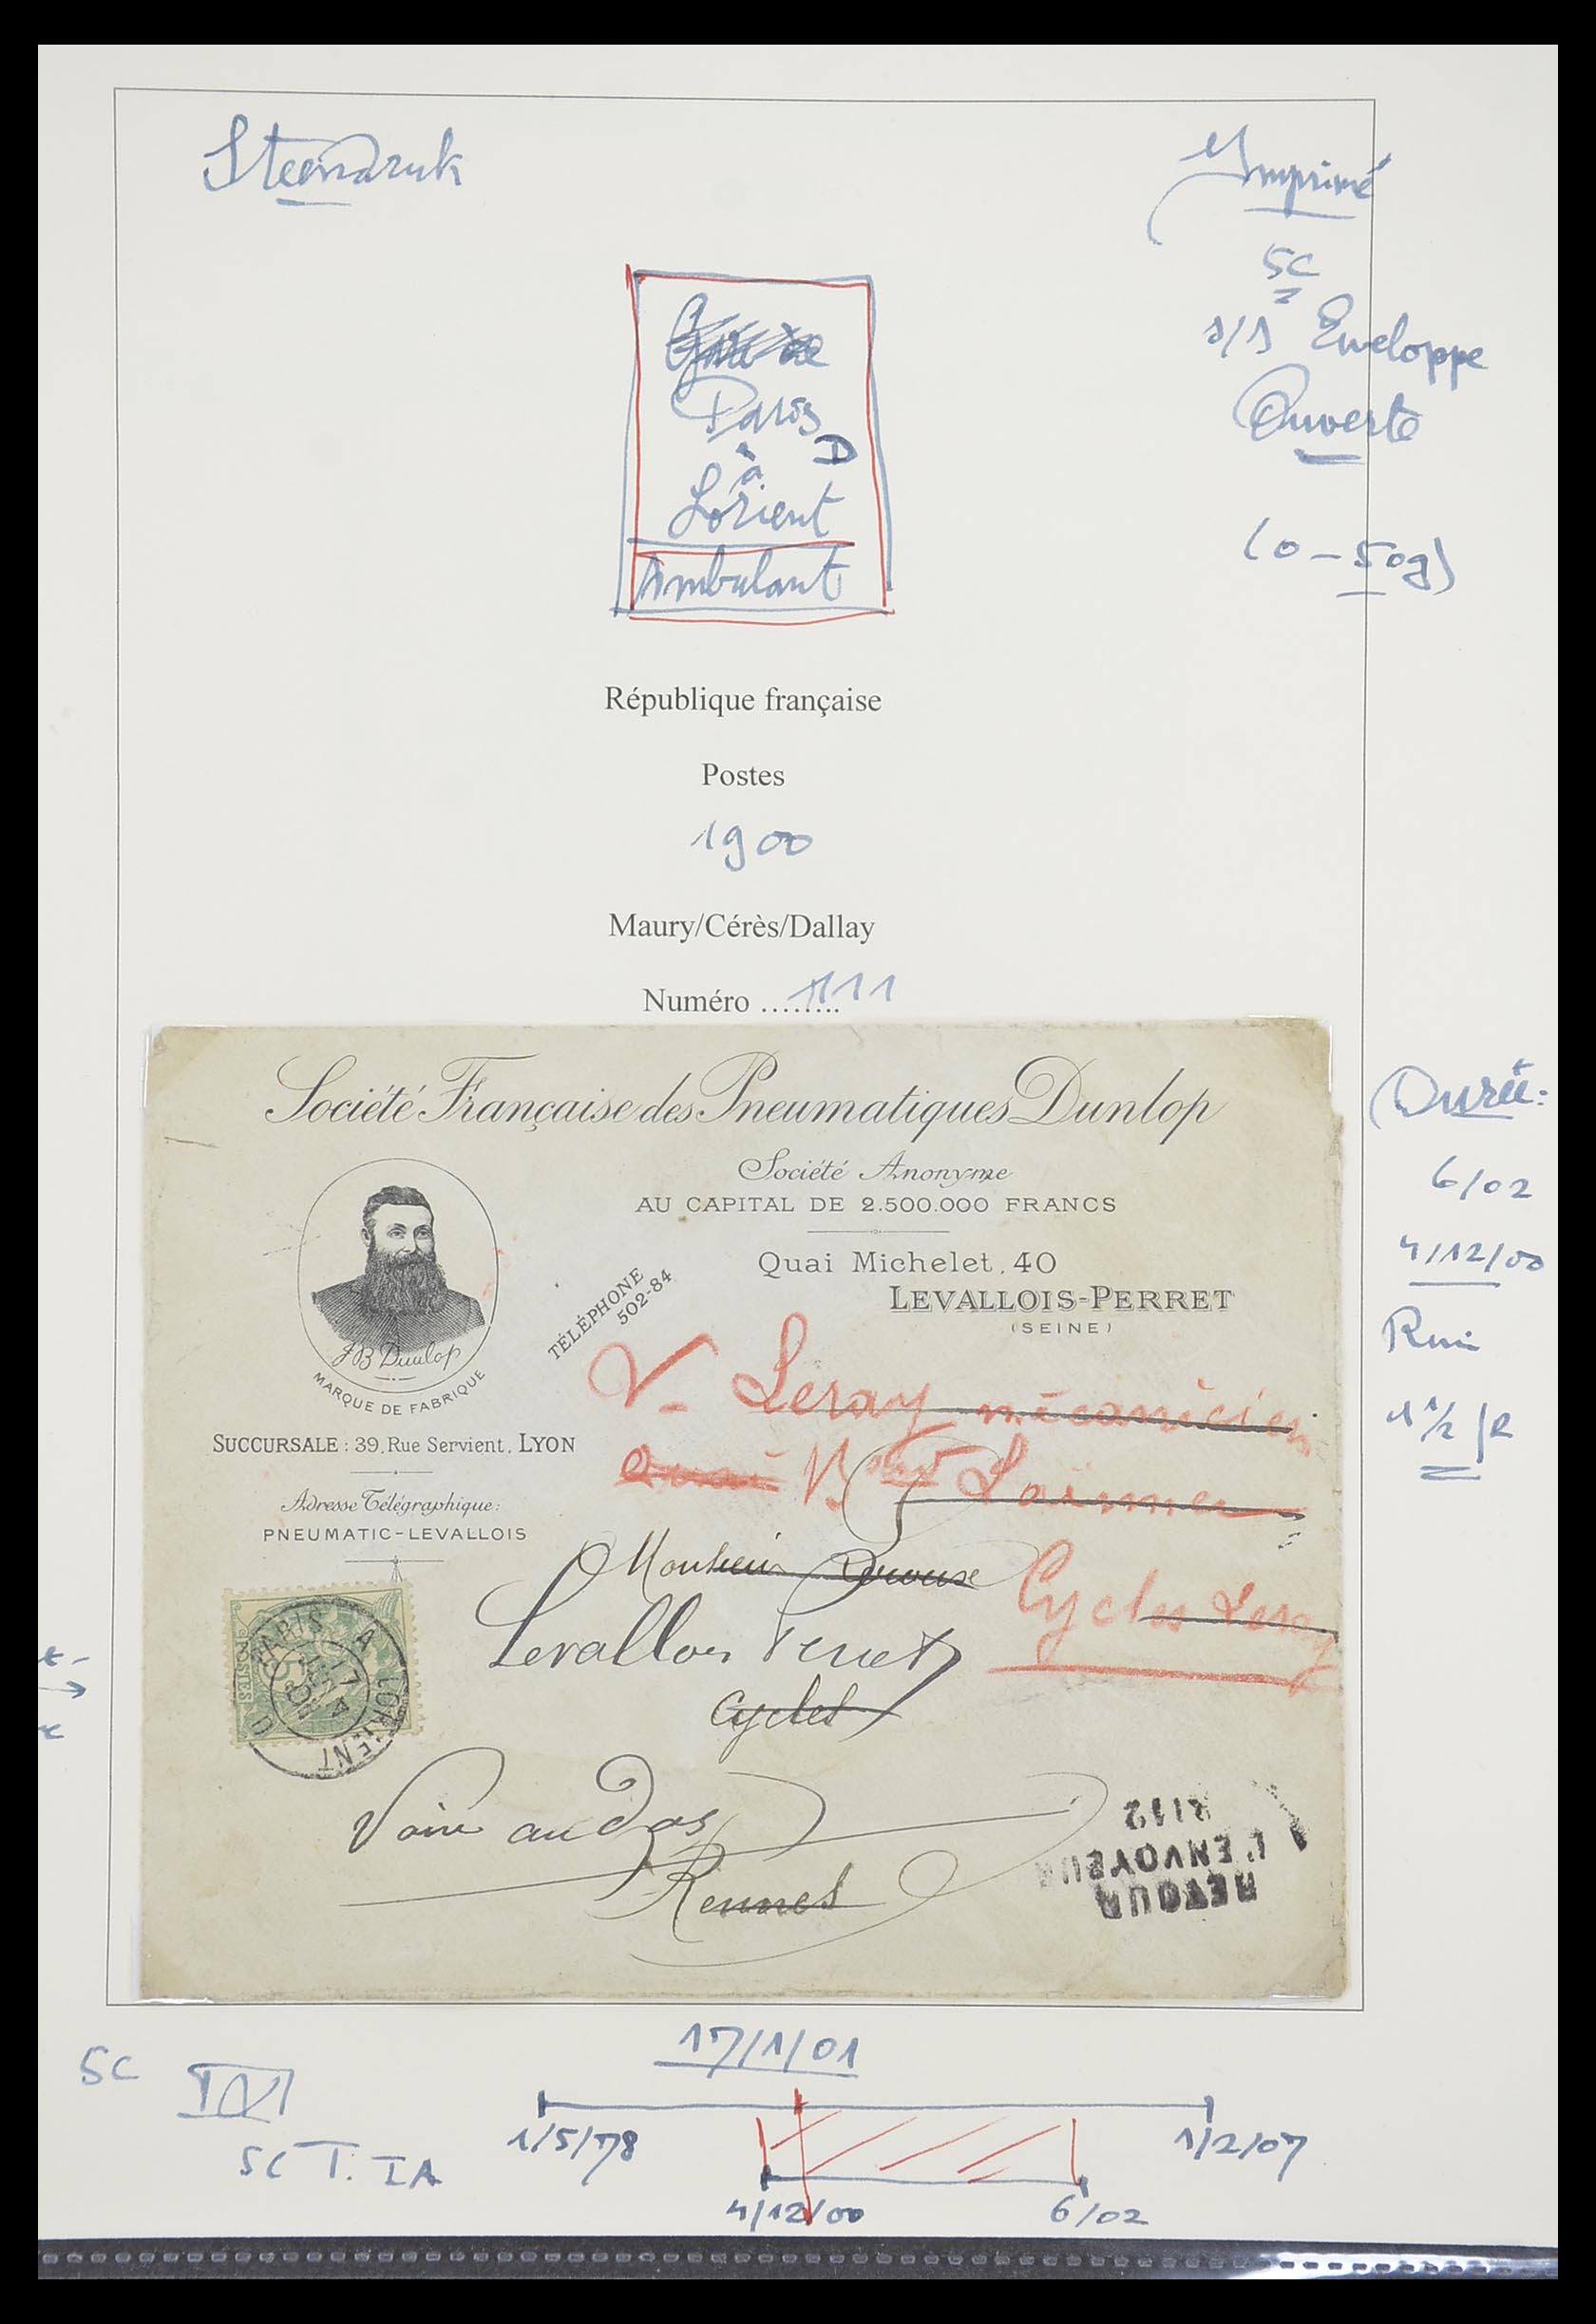 Steendruk
Imprimé
5c
s/s Enveloppe
Ouverte
(0-50g)
Paris
D
à
Lorient
Ambulant
République française
Postes
1900
Maury/Cérès/Dallay
Numéro ........ 111
Société Française des Pneumatiques Dunlop
Société Anonyme
AU CAPITAL DE 2.500.000 FRANCS
Quai Michelet, 40
LEVALLOIS-PERRET
(SEINE)
TÉLÉPHONE
502-84
JB Dunlop
MARQUE DE FABRIQUE
SUCCURSALE : 39, Rue Servient, LYON
Adresse Télégraphique:
PNEUMATIC-LEVALLOIS
V- Leray mécanicien
Monsieur
Levallois Perret
Cycles Leray
Cycles
POSTES
PARIS A LORIENT D
Voir au dos
Rennes
RETOUR
A L'ENVOYEUR
Durée:
6/02
4/12/00
1 1/2 /2
17/1/01
5c
1/5/78
1/2/07
5c T. IA
4/12/00
6/02